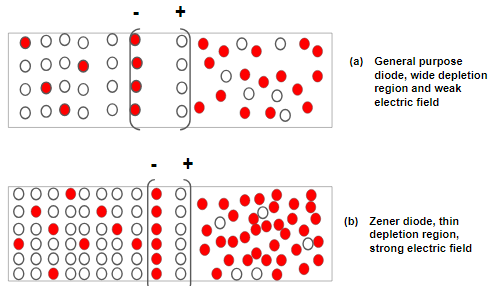 - +
(a) General purpose
diode, wide depletion
region and weak
electric field
- +
(b) Zener diode, thin
depletion region,
strong electric field